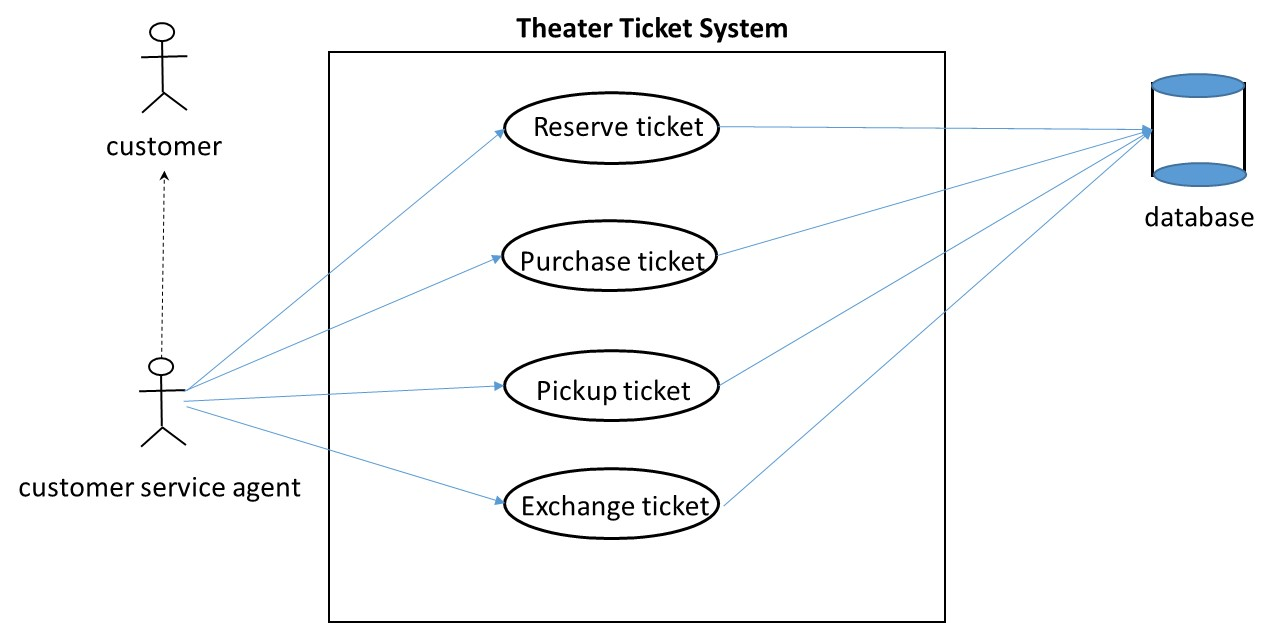 Theater Ticket System
customer
Reserve ticket
database
Purchase ticket
Pickup ticket
customer service agent
Exchange ticket